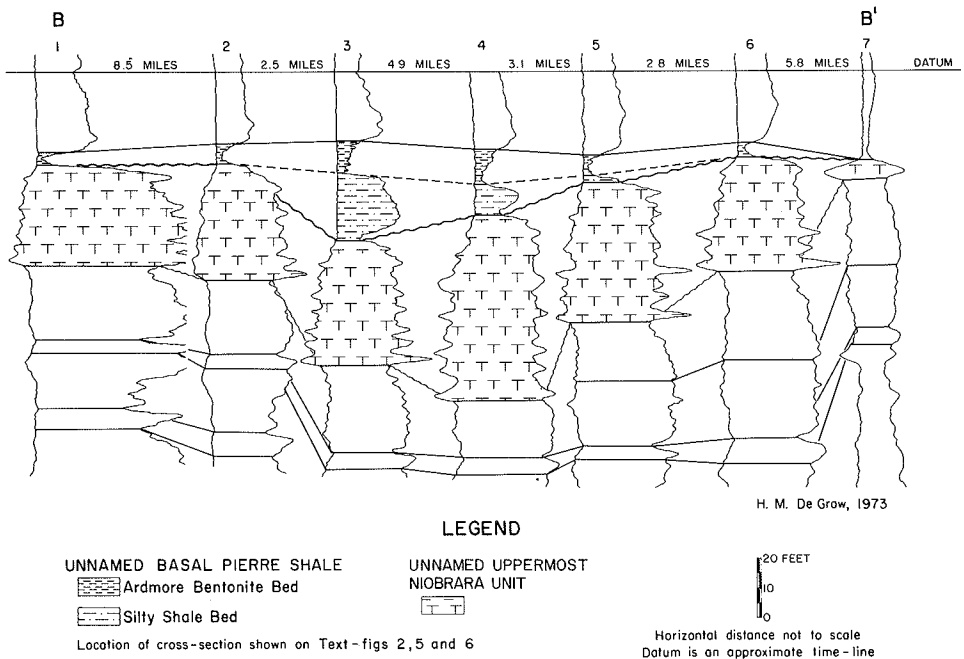 B B'
1 2 3 4 5 6 7
8.5 MILES 2.5 MILES 4.9 MILES 3.1 MILES 2.8 MILES 5.8 MILES DATUM
H. M. De Graw, 1973
LEGEND
UNNAMED BASAL PIERRE SHALE
Ardmore Bentonite Bed
Silty Shale Bed
UNNAMED UPPERMOST
NIOBRARA UNIT
Location of cross-section shown on Text-figs 2,5 and 6
20 FEET
10
0
Horizontal distance not to scale
Datum is an approximate time-line